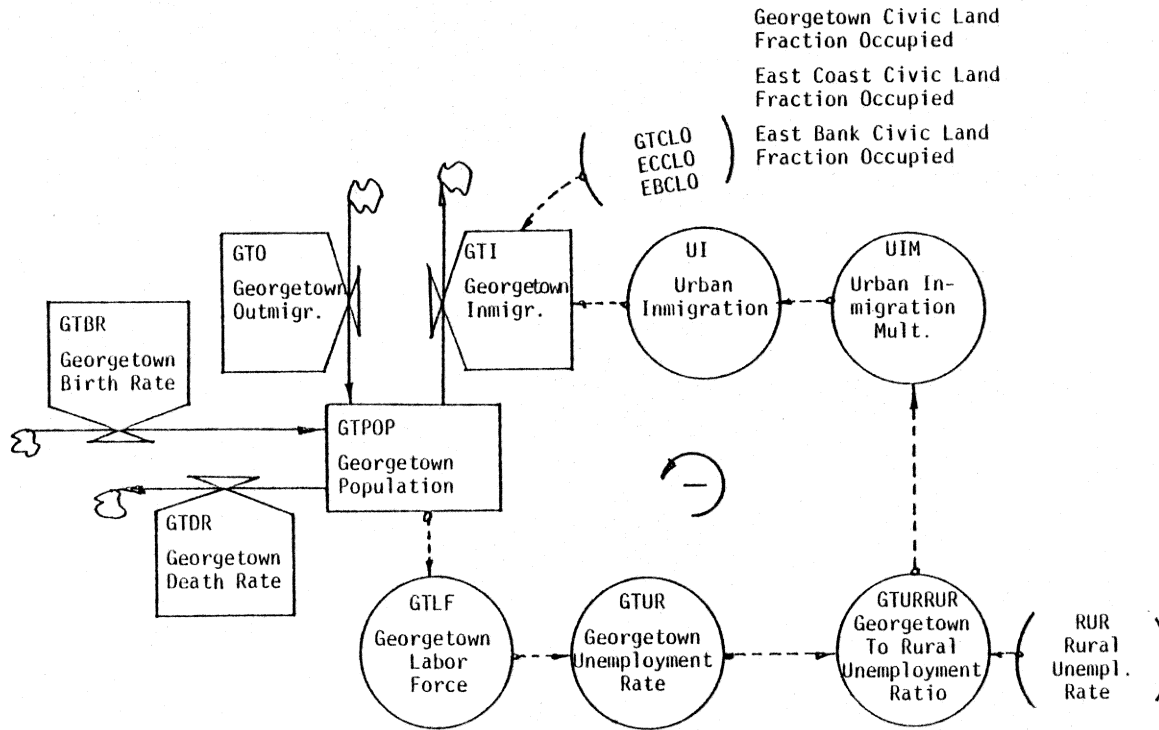 Georgetown Civic Land
Fraction Occupied
East Coast Civic Land
Fraction Occupied
East Bank Civic Land
Fraction Occupied
GTCLO
ECCLO
EBCLO
GTO
Georgetown
Outmigr.
GTI
Georgetown
Inmigr.
UI
Urban
Inmigration
UIM
Urban In-
migration
Mult.
GTBR
Georgetown
Birth Rate
GTPOP
Georgetown
Population
GTDR
Georgetown
Death Rate
GTLF
Georgetown
Labor
Force
GTUR
Georgetown
Unemployment
Rate
GTURRUR
Georgetown
To Rural
Unemployment
Ratio
RUR
Rural
Unempl.
Rate